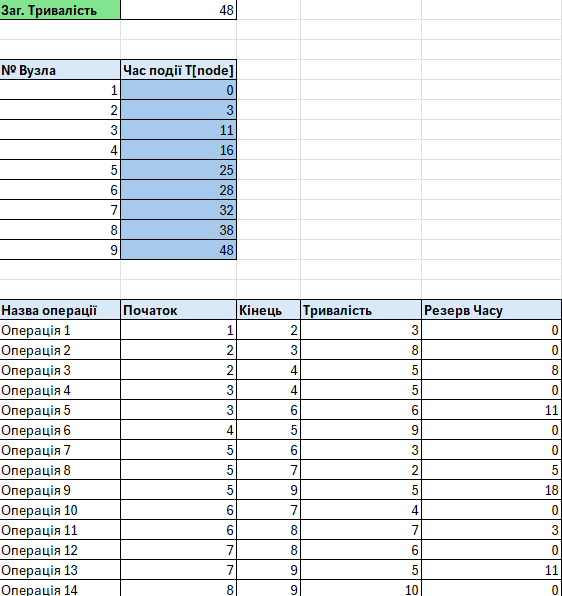 Заг. Тривалість 48
№ Вузла Час події T[node]
1 0
2 3
3 11
4 16
5 25
6 28
7 32
8 38
9 48
Назва операції Початок Кінець Тривалість Резерв Часу
Операція 1 1 2 3 0
Операція 2 2 3 8 0
Операція 3 2 4 5 8
Операція 4 3 4 5 0
Операція 5 3 6 6 11
Операція 6 4 5 9 0
Операція 7 5 6 3 0
Операція 8 5 7 2 5
Операція 9 5 9 5 18
Операція 10 6 7 4 0
Операція 11 6 8 7 3
Операція 12 7 8 6 0
Операція 13 7 9 5 11
Операція 14 8 9 10 0